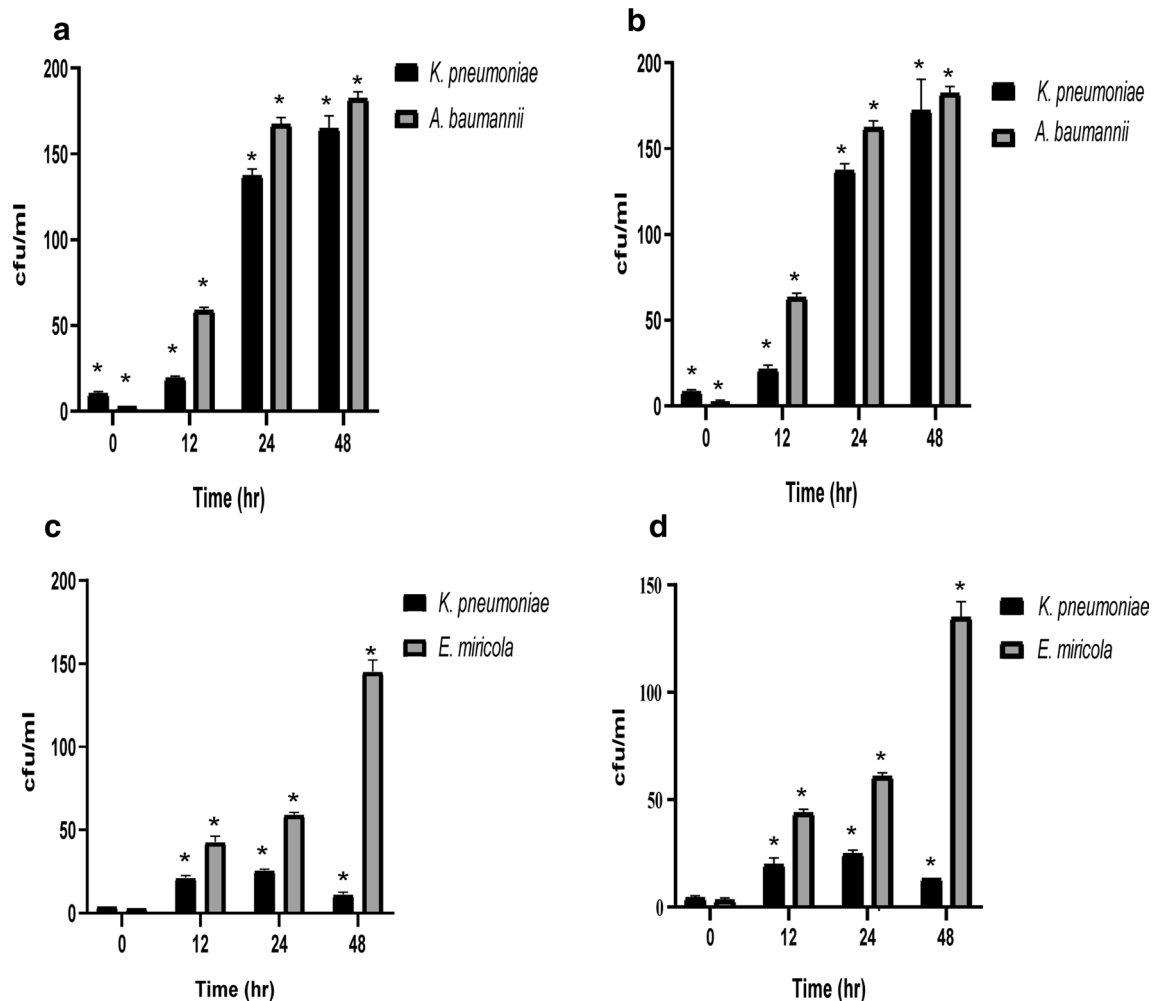 a
200
150
100
50
0
cfu/ml
* * * * * * * *
0 12 24 48
Time (hr)
K. pneumoniae
A. baumannii
b
200
150
100
50
0
cfu/ml
* * * * * * * *
0 12 24 48
Time (hr)
K. pneumoniae
A. baumannii
c
200
150
100
50
0
cfu/ml
* * * * * *
0 12 24 48
Time (hr)
K. pneumoniae
E. miricola
d
150
100
50
0
cfu/ml
* * * * * *
0 12 24 48
Time (hr)
K. pneumoniae
E. miricola